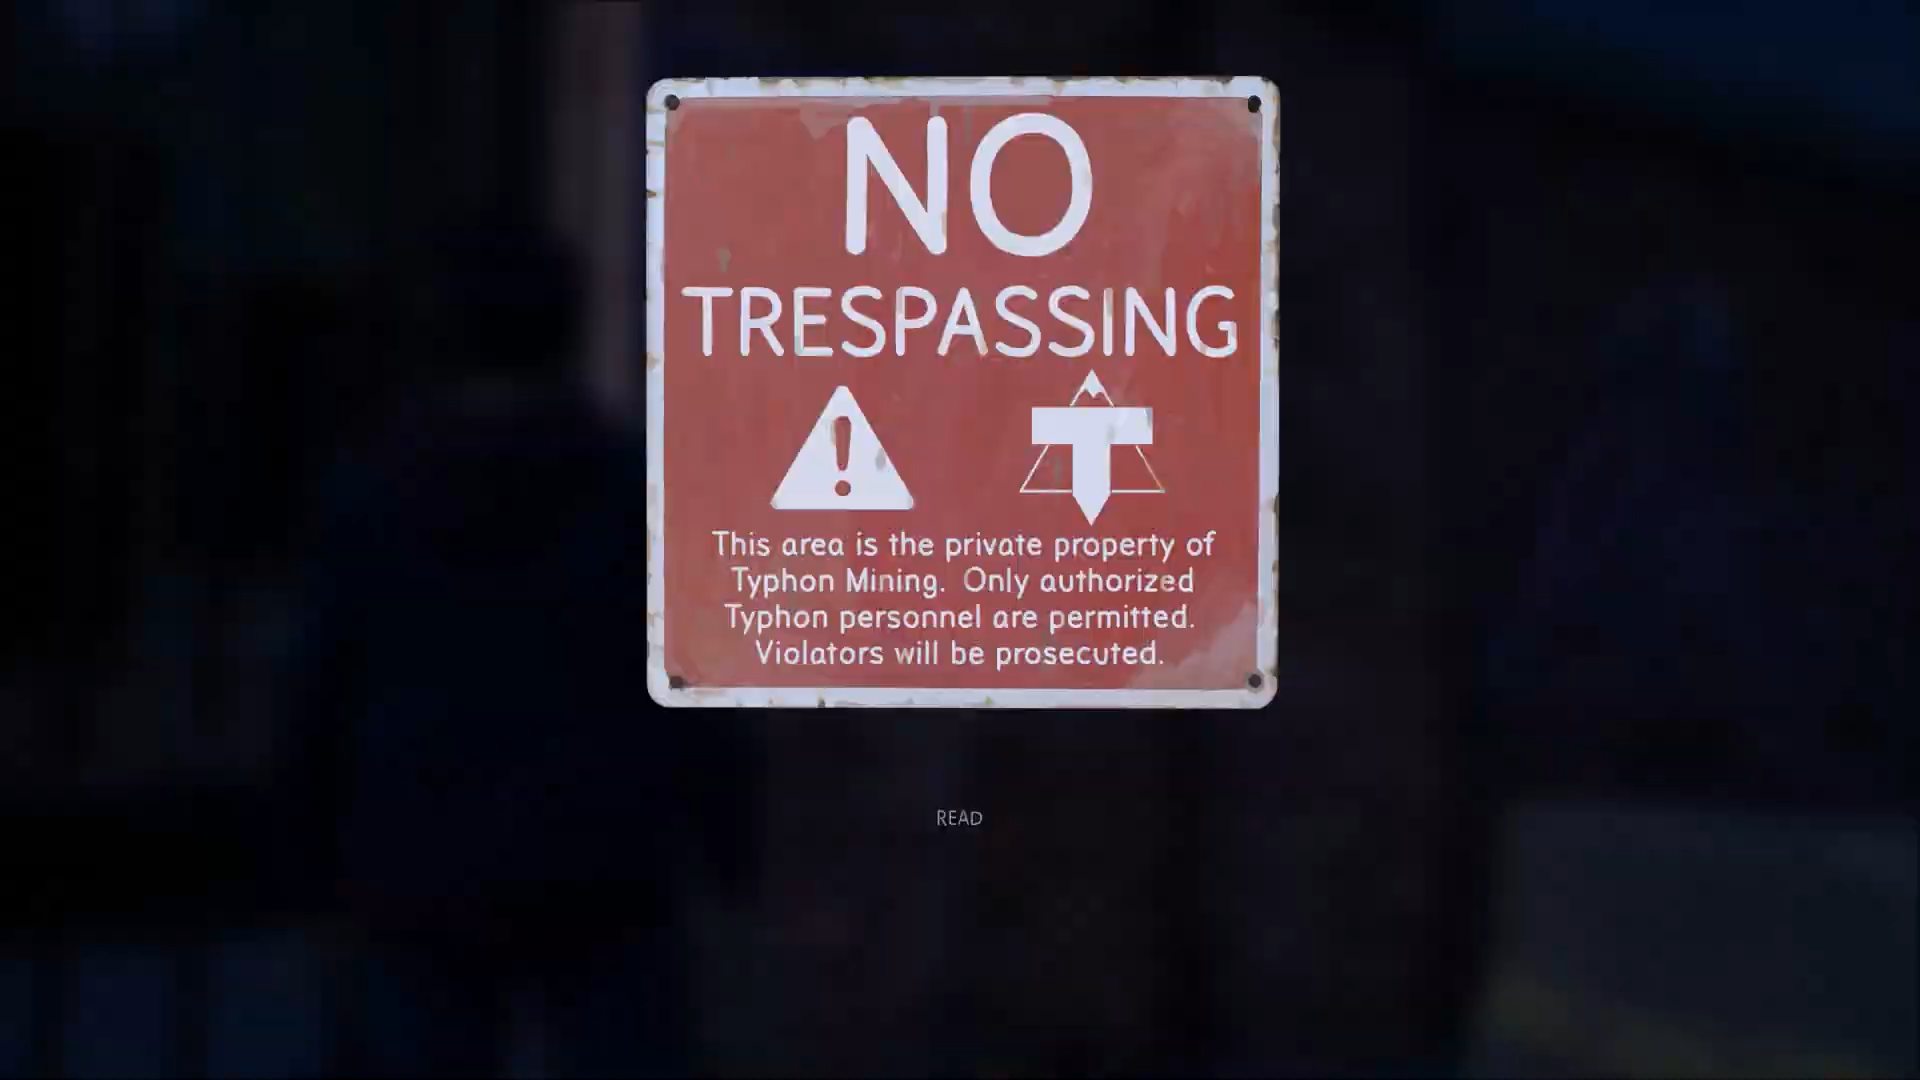 NO
TRESPASSING
This area is the private property of
Typhon Mining. Only authorized
Typhon personnel are permitted.
Violators will be prosecuted.
READ